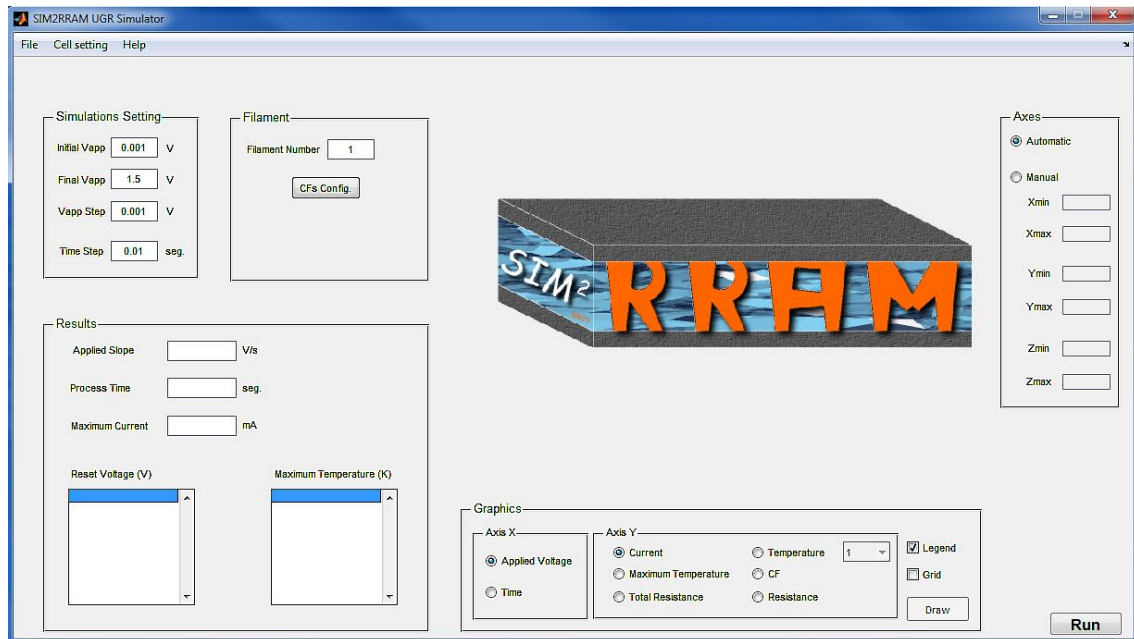 SIM2RRAM UGR Simulator
File Cell setting Help
Simulations Setting
Initial Vapp 0.001 V
Final Vapp 1.5 V
Vapp Step 0.001 V
Time Step 0.01 seg.
Filament
Filament Number 1
CFs Config.
SIM² RRAM
Axes
Automatic
Manual
Xmin
Xmax
Ymin
Ymax
Zmin
Zmax
Results
Applied Slope V/s
Process Time seg.
Maximum Current mA
Reset Voltage (V) Maximum Temperature (K)
Graphics
Axis X
Applied Voltage
Time
Axis Y
Current Temperature 1
Maximum Temperature CF
Total Resistance Resistance
Legend
Grid
Draw
Run